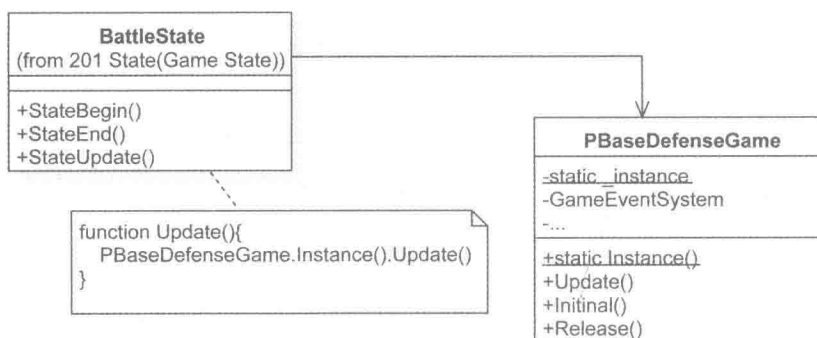 BattleState
(from 201 State(Game State))
+StateBegin()
+StateEnd()
+StateUpdate()
function Update(){
PBaseDefenseGame.Instance().Update()
}
PBaseDefenseGame
-static _instance
-GameEventSystem
-...
+static Instance()
+Update()
+Initinal()
+Release()